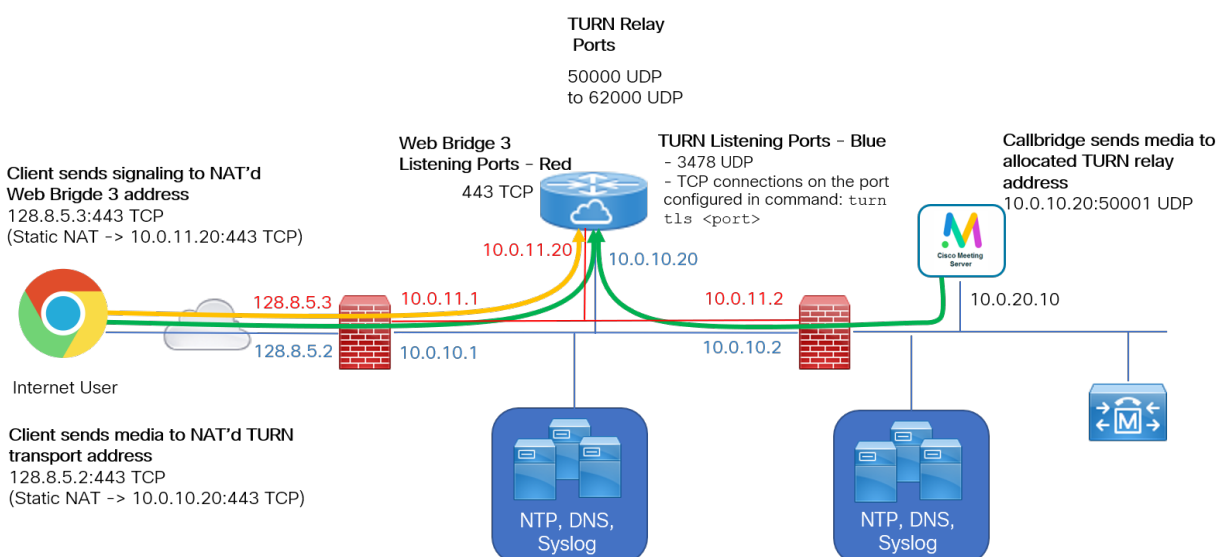 TURN Relay
Ports
50000 UDP
to 62000 UDP
Web Bridge 3
Listening Ports - Red
443 TCP
TURN Listening Ports - Blue
- 3478 UDP
- TCP connections on the port
configured in command: turn
tls <port>
Callbridge sends media to
allocated TURN relay
address
10.0.10.20:50001 UDP
Client sends signaling to NAT'd
Web Brigde 3 address
128.8.5.3:443 TCP
(Static NAT -> 10.0.11.20:443 TCP)
Cisco Meeting
Server
10.0.11.20
10.0.10.20
128.8.5.3
10.0.11.1
10.0.11.2
10.0.20.10
128.8.5.2
10.0.10.1
10.0.10.2
Internet User
M
Client sends media to NAT'd TURN
transport address
128.8.5.2:443 TCP
(Static NAT -> 10.0.10.20:443 TCP)
NTP, DNS,
Syslog
NTP, DNS,
Syslog